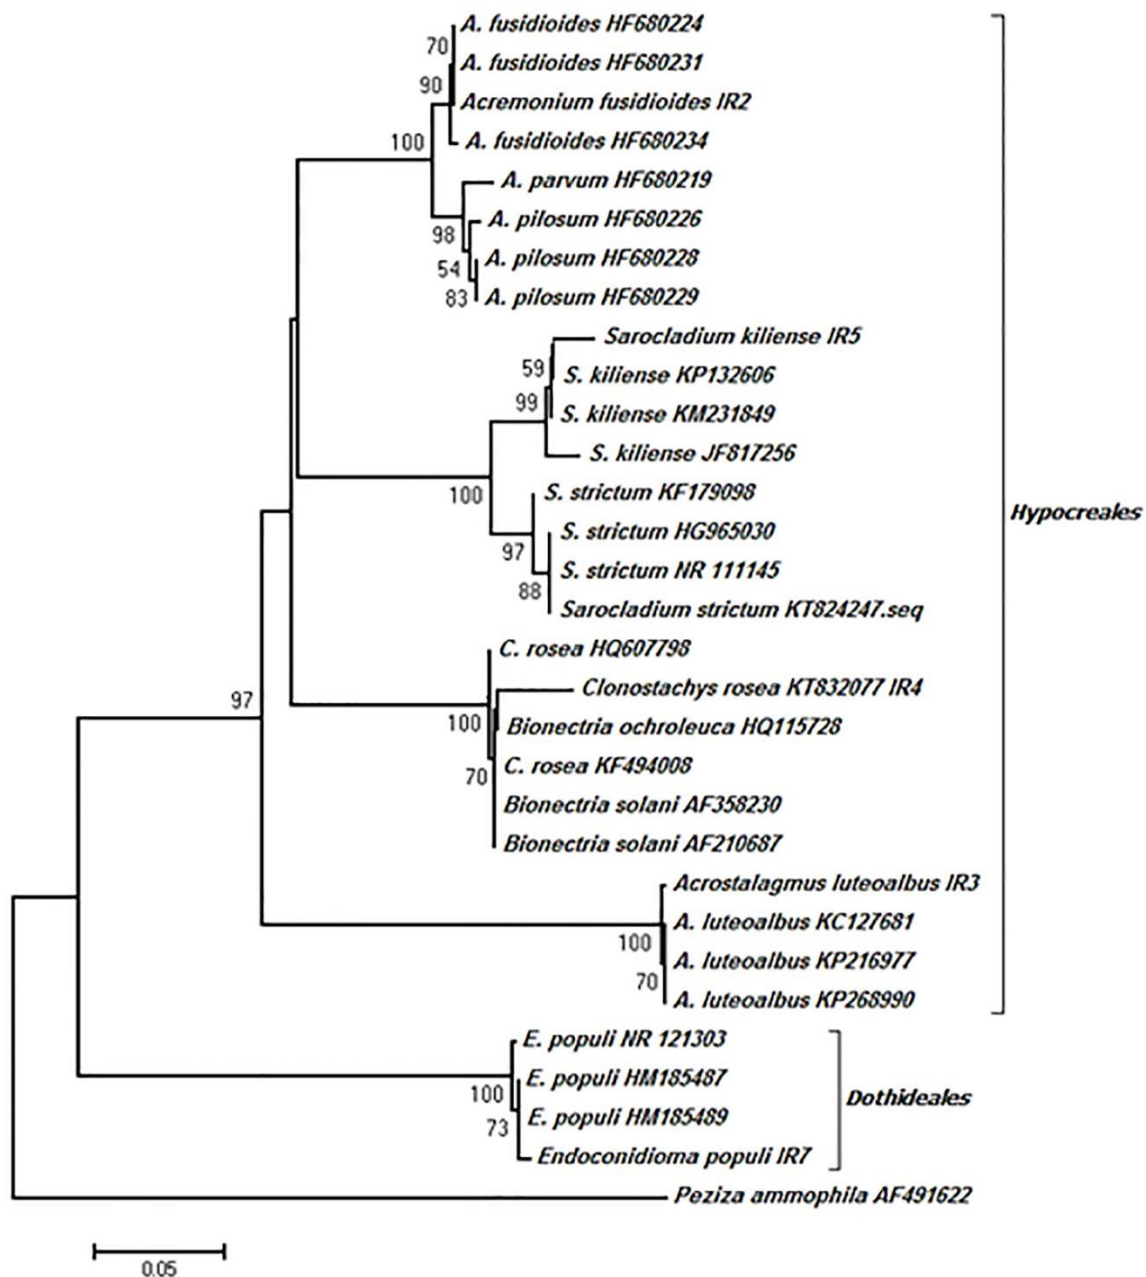 A. fusidioides HF680224
70
A. fusidioides HF680231
90
Acremonium fusidioides IR2
100
A. fusidioides HF680234
A. parvum HF680219
A. pilosum HF680226
98
A. pilosum HF680228
54
83
A. pilosum HF680229
Sarocladium kiliense IR5
59
S. kiliense KP132606
99
S. kiliense KM231849
S. kiliense JF817256
100
S. strictum KF179098
Hypocreales
S. strictum HG965030
97
S. strictum NR 111145
88
Sarocladium strictum KT824247.seq
C. rosea HQ607798
97
Clonostachys rosea KT832077 IR4
100
Bionectria ochroleuca HQ115728
70
C. rosea KF494008
Bionectria solani AF358230
Bionectria solani AF210687
Acrostalagmus luteoalbus IR3
A. luteoalbus KC127681
100
A. luteoalbus KP216977
70
A. luteoalbus KP268990
E. populi NR 121303
E. populi HM185487
100
Dothideales
E. populi HM185489
73
Endoconidioma populi IR7
Peziza ammophila AF491622
0.05